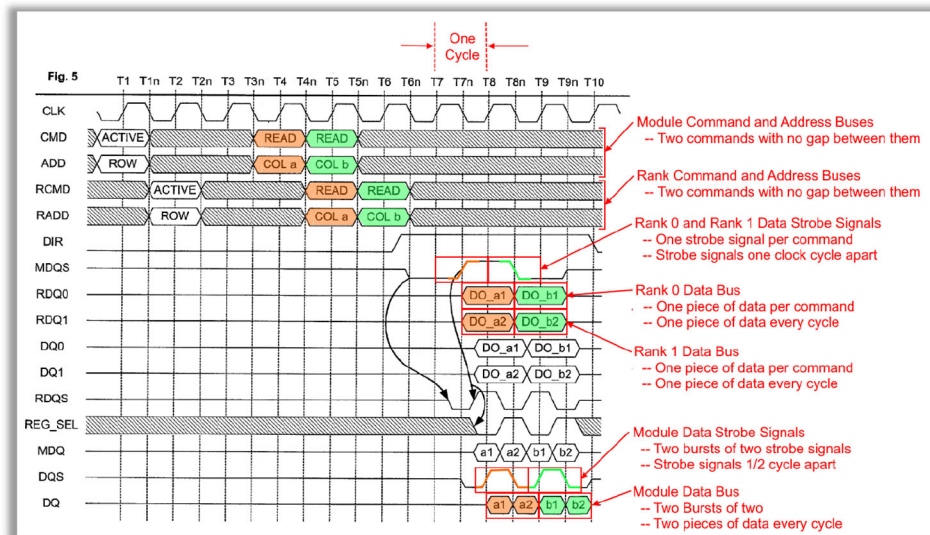 One
Cycle
Fig. 5
T1 T1n T2 T2n T3 T3n T4 T4n T5 T5n T6 T6n T7 T7n T8 T8n T9 T9n T10
CLK
CMD ACTIVE READ READ
ADD ROW COL a COL b
RCMD ACTIVE READ READ
RADD ROW COL a COL b
DIR
MDQS
RDQ0 DO_a1 DO_b1
RDQ1 DO_a2 DO_b2
DQ0 DO_a1 DO_b1
DQ1 DO_a2 DO_b2
RDQS
REG_SEL
MDQ a1 a2 b1 b2
DQS
DQ a1 a2 b1 b2
Module Command and Address Buses
-- Two commands with no gap between them
Rank Command and Address Buses
-- Two commands with no gap between them
Rank 0 and Rank 1 Data Strobe Signals
-- One strobe signal per command
-- Strobe signals one clock cycle apart
Rank 0 Data Bus
-- One piece of data per command
-- One piece of data every cycle
Rank 1 Data Bus
-- One piece of data per command
-- One piece of data every cycle
Module Data Strobe Signals
-- Two bursts of two strobe signals
-- Strobe signals 1/2 cycle apart
Module Data Bus
-- Two Bursts of two
-- Two pieces of data every cycle